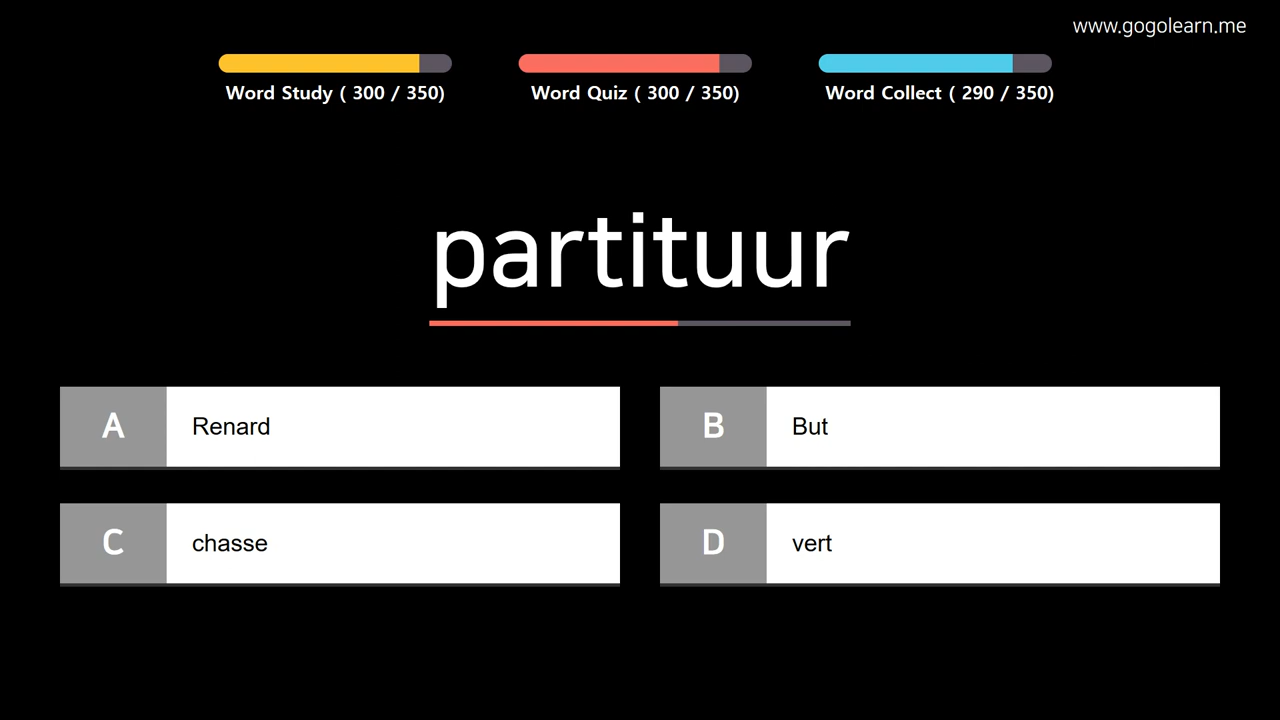 www.gogolearn.me
Word Study ( 300 / 350)
Word Quiz ( 300 / 350)
Word Collect ( 290 / 350)
partituur
A Renard
B But
C chasse
D vert